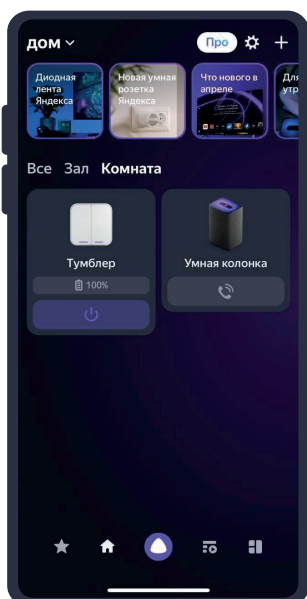 дом
Про
Диодная
лента
Яндекса
Новая умная
розетка
Яндекса
Что нового в
апреле
Для
утр
Все Зал Комната
Тумблер
100%
Умная колонка